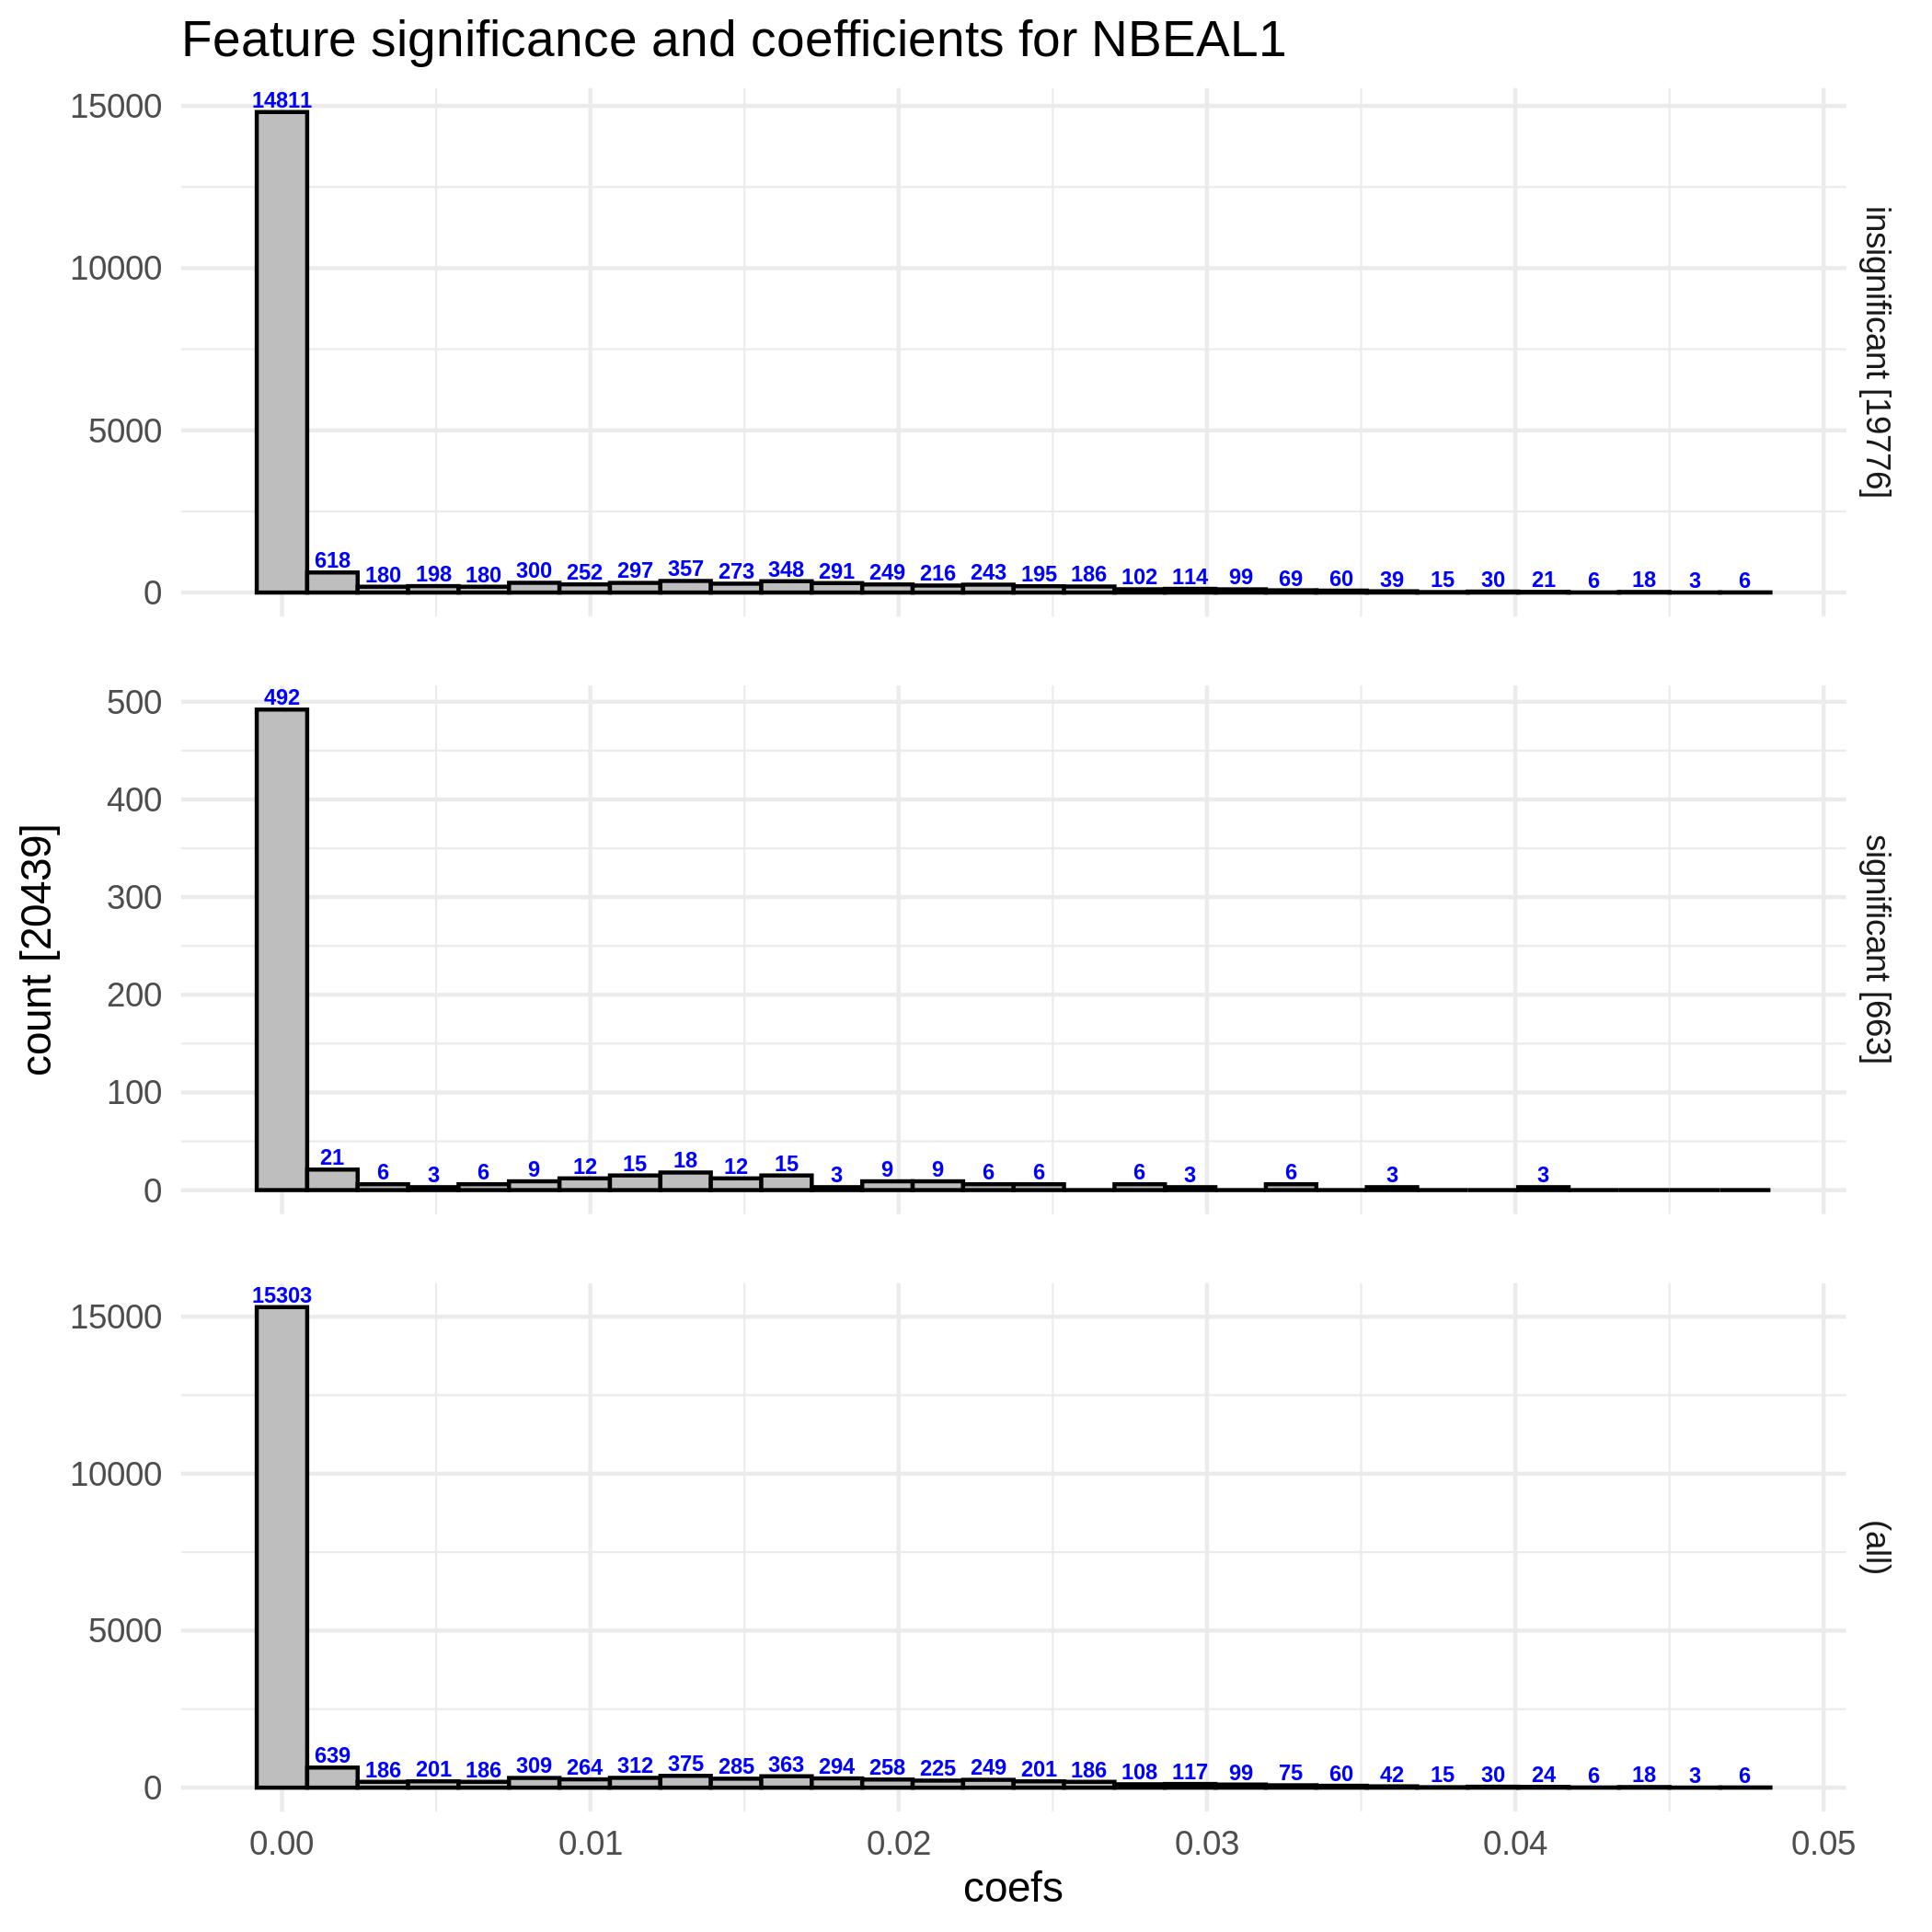 Feature significance and coefficients for NBEAL1
15000
10000
5000
0
14811
618 180 198 180 300 252 297 357 273 348 291 249 216 243 195 186 102 114 99 69 60 39 15 30 21 6 18 3 6
insignificant [19776]
count [20439]
500
400
300
200
100
0
492
21 6 3 6 9 12 15 18 12 15 3 9 9 6 6 6 3 6 3 3
significant [663]
15000
10000
5000
0
15303
639 186 201 186 309 264 312 375 285 363 294 258 225 249 201 186 108 117 99 75 60 42 15 30 24 6 18 3 6
(all)
0.00 0.01 0.02 0.03 0.04 0.05
coefs